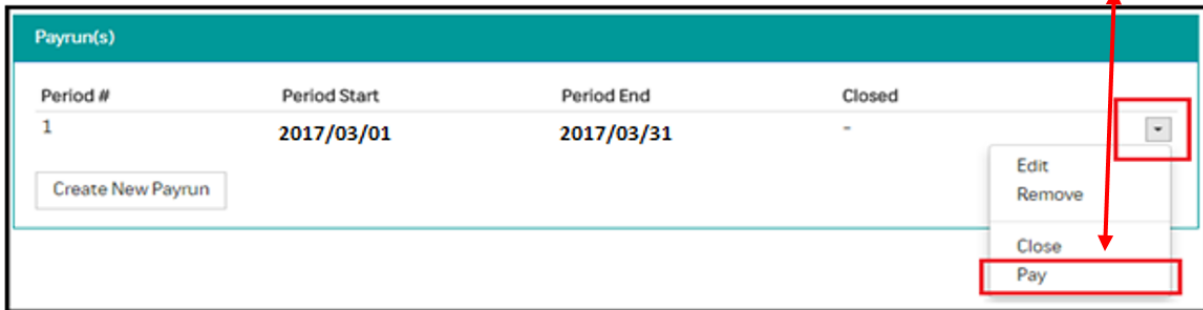 Payrun(s)
Period # Period Start Period End Closed
1 2017/03/01 2017/03/31 -
Edit
Create New Payrun
Remove
Close
Pay